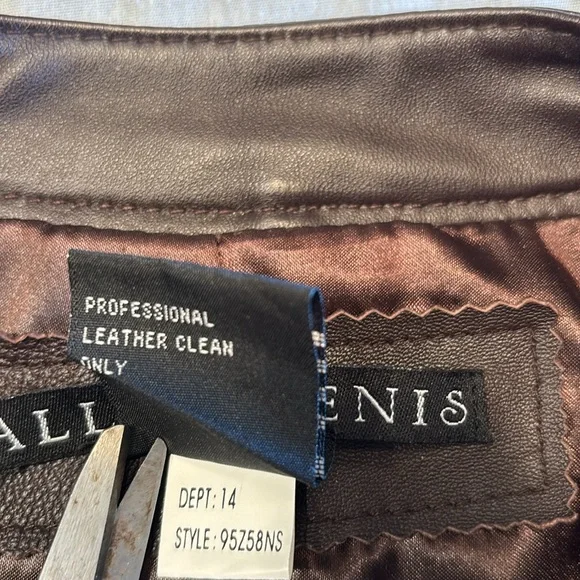 PROFESSIONAL
LEATHER CLEAN
ONLY
ALL ENIS
DEPT: 14
STYLE: 95Z58NS